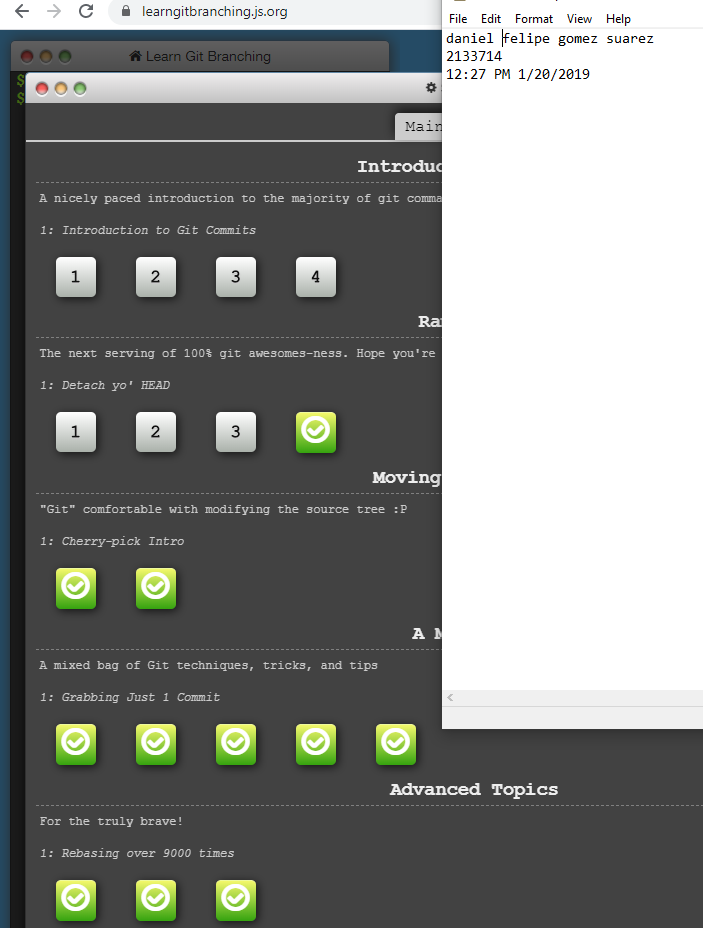 learngitbranching.js.org
File Edit Format View Help
daniel felipe gomez suarez
2133714
12:27 PM 1/20/2019
Learn Git Branching
$
$
Main
Introduc
A nicely paced introduction to the majority of git comma
1: Introduction to Git Commits
1 2 3 4
Ra
The next serving of 100% git awesomes-ness. Hope you're
1: Detach yo' HEAD
1 2 3
Moving
"Git" comfortable with modifying the source tree :P
1: Cherry-pick Intro
A M
A mixed bag of Git techniques, tricks, and tips
1: Grabbing Just 1 Commit
Advanced Topics
For the truly brave!
1: Rebasing over 9000 times